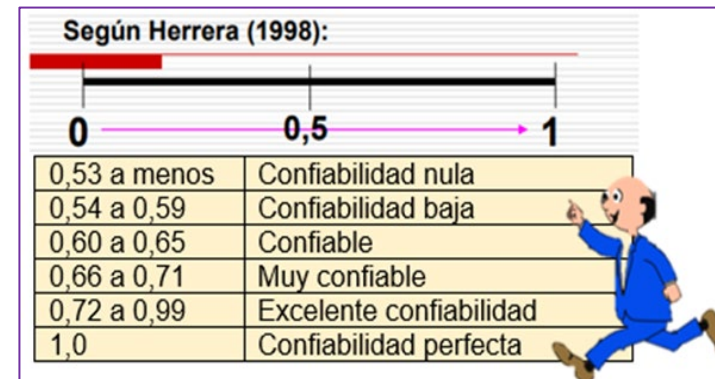 Según Herrera (1998):
0 0,5 1
0,53 a menos Confiabilidad nula
0,54 a 0,59 Confiabilidad baja
0,60 a 0,65 Confiable
0,66 a 0,71 Muy confiable
0,72 a 0,99 Excelente confiabilidad
1,0 Confiabilidad perfecta